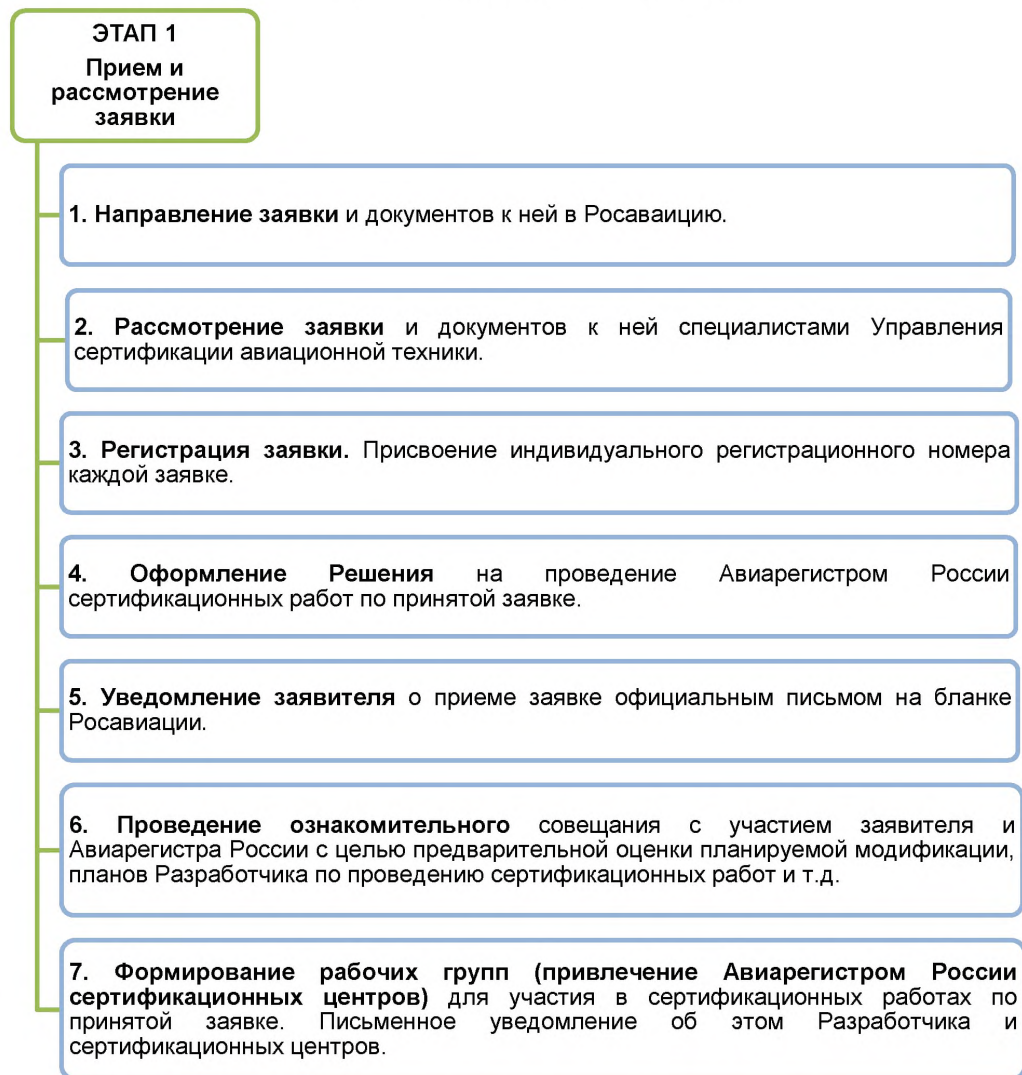 ЭТАП 1
Прием и
рассмотрение
заявки
1. Направление заявки и документов к ней в Росаваицию.
2. Рассмотрение заявки и документов к ней специалистами Управления
сертификации авиационной техники.
3. Регистрация заявки. Присвоение индивидуального регистрационного номера
каждой заявке.
4. Оформление Решения на проведение Авиарегистром России
сертификационных работ по принятой заявке.
5. Уведомление заявителя о приеме заявке официальным письмом на бланке
Росавиации.
6. Проведение ознакомительного совещания с участием заявителя и
Авиарегистра России с целью предварительной оценки планируемой модификации,
планов Разработчика по проведению сертификационных работ и т.д.
7. Формирование рабочих групп (привлечение Авиарегистром России
сертификационных центров) для участия в сертификационных работах по
принятой заявке. Письменное уведомление об этом Разработчика и
сертификационных центров.